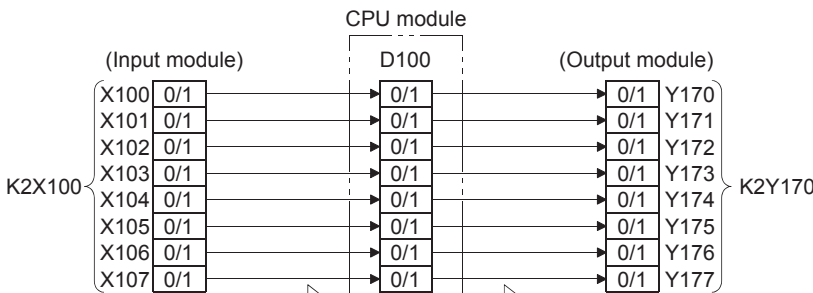 CPU module
(Input module) D100 (Output module)
X100 0/1 0/1 0/1 Y170
X101 0/1 0/1 0/1 Y171
X102 0/1 0/1 0/1 Y172
X103 0/1 0/1 0/1 Y173
K2X100 K2Y170
X104 0/1 0/1 0/1 Y174
X105 0/1 0/1 0/1 Y175
X106 0/1 0/1 0/1 Y176
X107 0/1 0/1 0/1 Y177